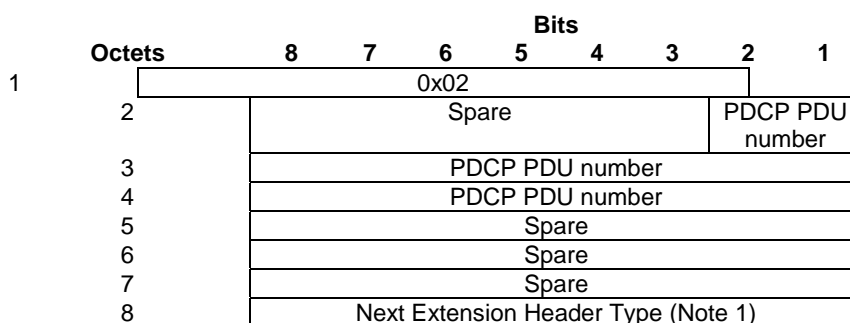 Bits
Octets 8 7 6 5 4 3 2 1
1 0x02
2 Spare PDCP PDU
number
3 PDCP PDU number
4 PDCP PDU number
5 Spare
6 Spare
7 Spare
8 Next Extension Header Type (Note 1)